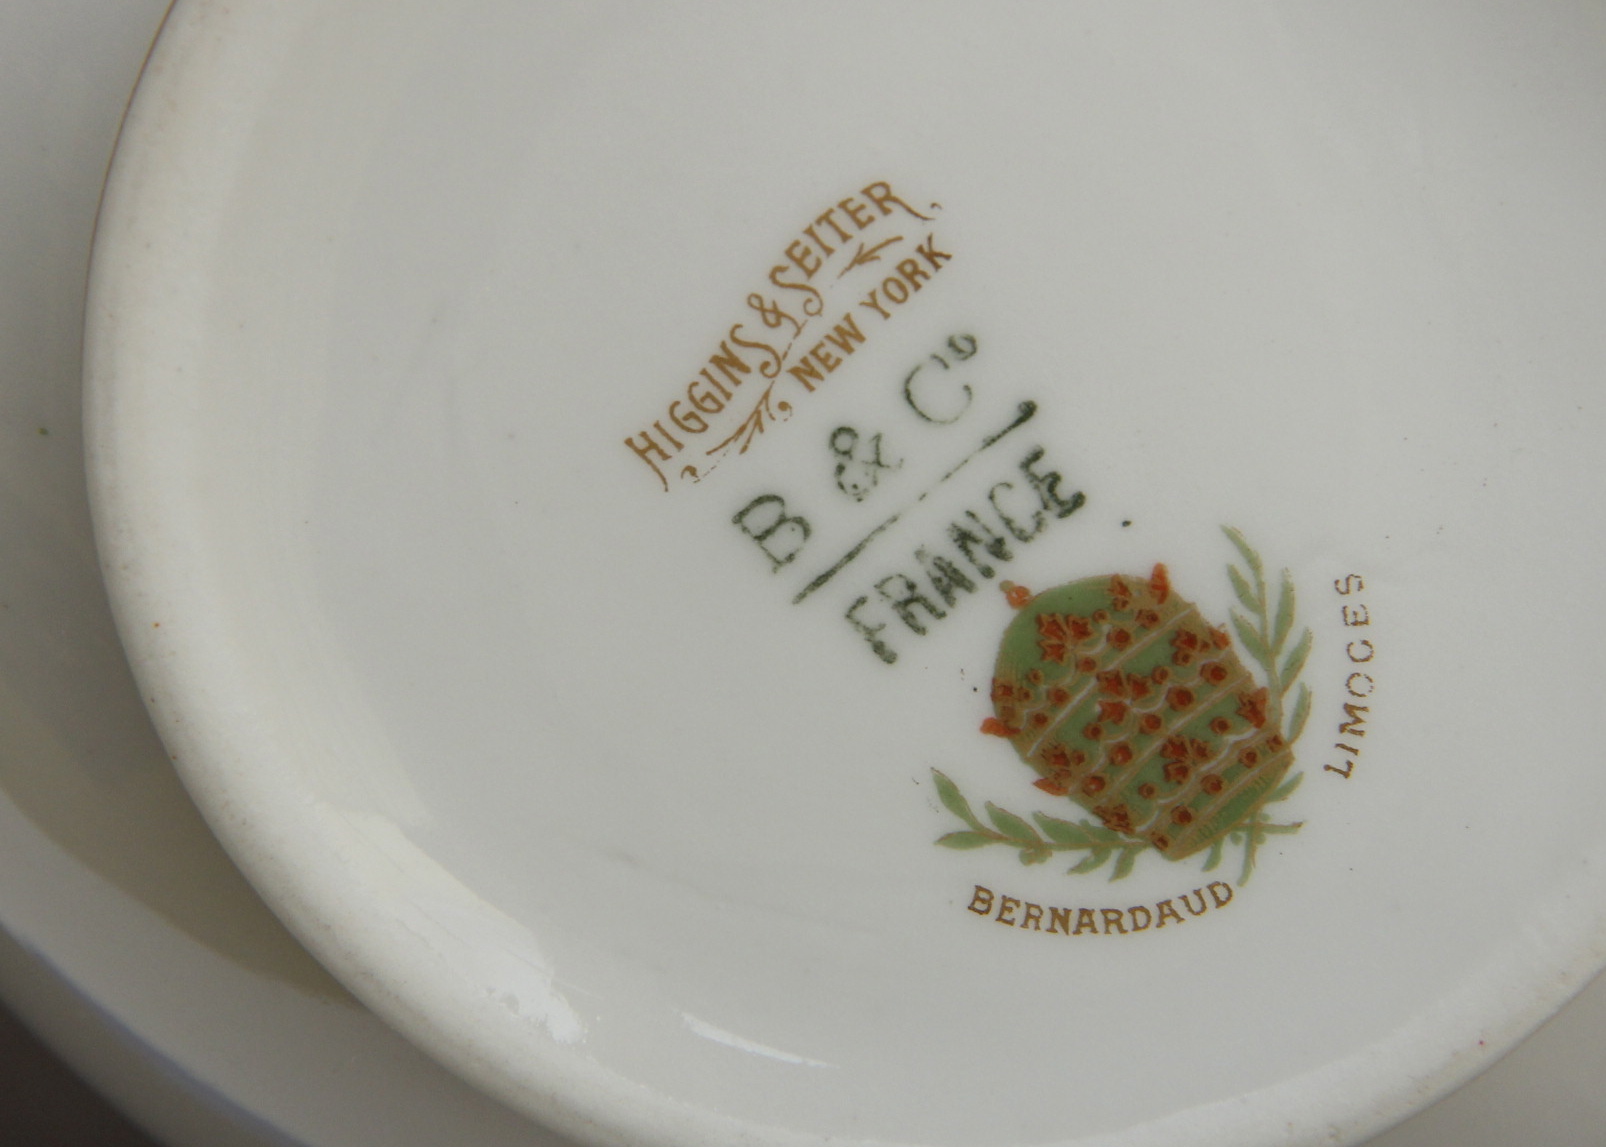 HIGGINS & SEITER
NEW YORK
B & Co
FRANCE
BERNARDAUD
LIMOGES